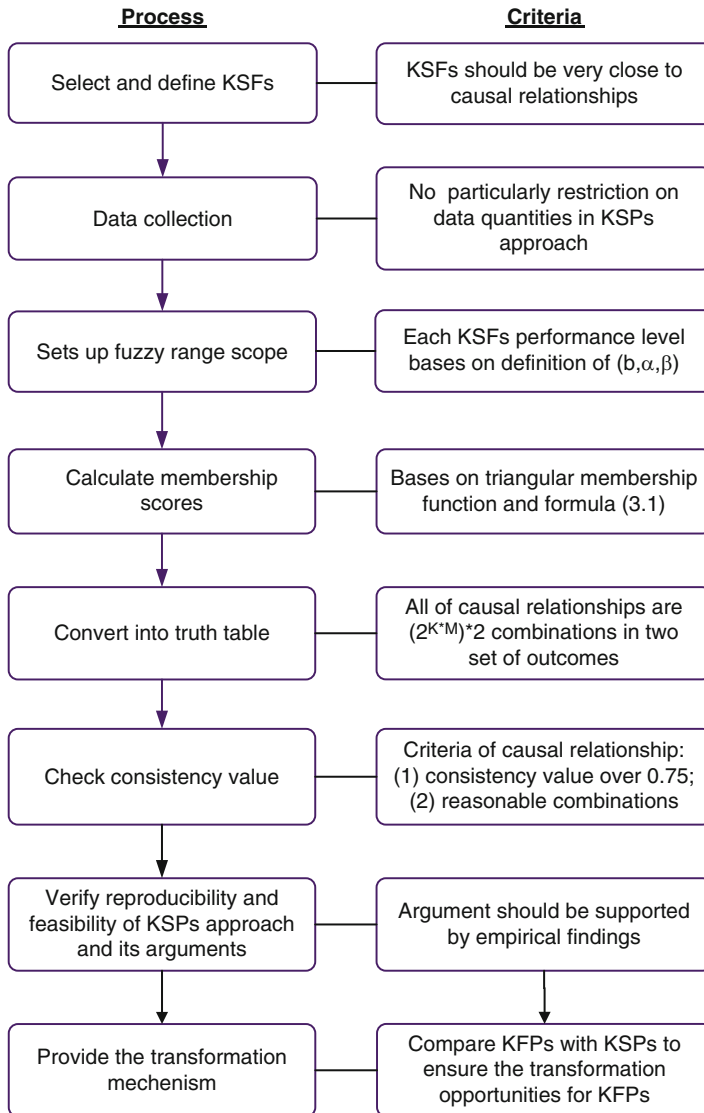 Process
Criteria
Select and define KSFs
KSFs should be very close to
causal relationships
Data collection
No particularly restriction on
data quantities in KSPs
approach
Sets up fuzzy range scope
Each KSFs performance level
bases on definition of (b,α,β)
Calculate membership
scores
Bases on triangular membership
function and formula (3.1)
Convert into truth table
All of causal relationships are
(2^K*M)*2 combinations in two
set of outcomes
Check consistency value
Criteria of causal relationship:
(1) consistency value over 0.75;
(2) reasonable combinations
Verify reproducibility and
feasibility of KSPs approach
and its arguments
Argument should be supported
by empirical findings
Provide the transformation
mechenism
Compare KFPs with KSPs to
ensure the transformation
opportunities for KFPs